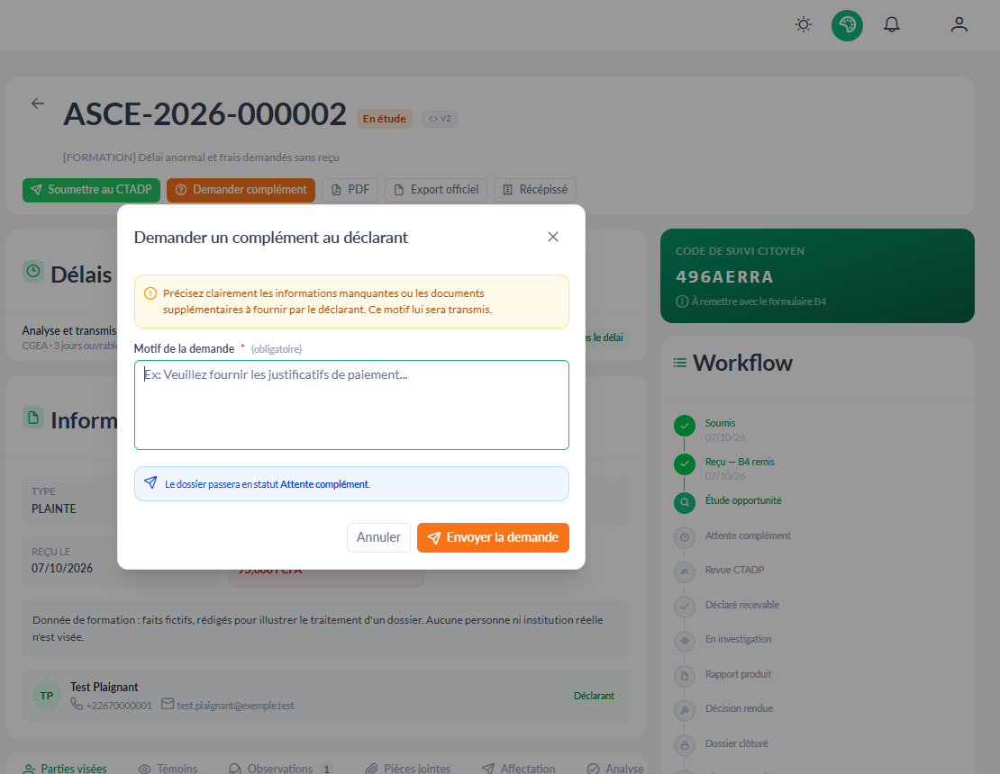 ASCE-2026-000002
En étude
v2
[FORMATION] Délai anormal et frais demandés sans reçu
Soumettre au CTADP
Demander complément
PDF
Export officiel
Récépissé
Demander un complément au déclarant
Précisez clairement les informations manquantes ou les documents
supplémentaires à fournir par le déclarant. Ce motif lui sera transmis.
Motif de la demande * (obligatoire)
Ex: Veuillez fournir les justificatifs de paiement...
Le dossier passera en statut Attente complément.
Annuler
Envoyer la demande
Délais
Analyse et transmis
CGEA · 3 jours ouvrable
le délai
Inform
TYPE
PLAINTE
REÇU LE
07/10/2026
75,000 FCFA
Donnée de formation : faits fictifs, rédigés pour illustrer le traitement d'un dossier. Aucune personne ni institution réelle
n'est visée.
TP
Test Plaignant
+22670000001
test.plaignant@exemple.test
Déclarant
Parties visées
Témoins
Observations 1
Pièces jointes
Affectation
Analyse
CODE DE SUIVI CITOYEN
496AERRA
À remettre avec le formulaire B4
Workflow
Soumis
07/10/26
Reçu — B4 remis
07/10/26
Étude opportunité
Attente complément
Revue CTADP
Déclaré recevable
En investigation
Rapport produit
Décision rendue
Dossier clôturé